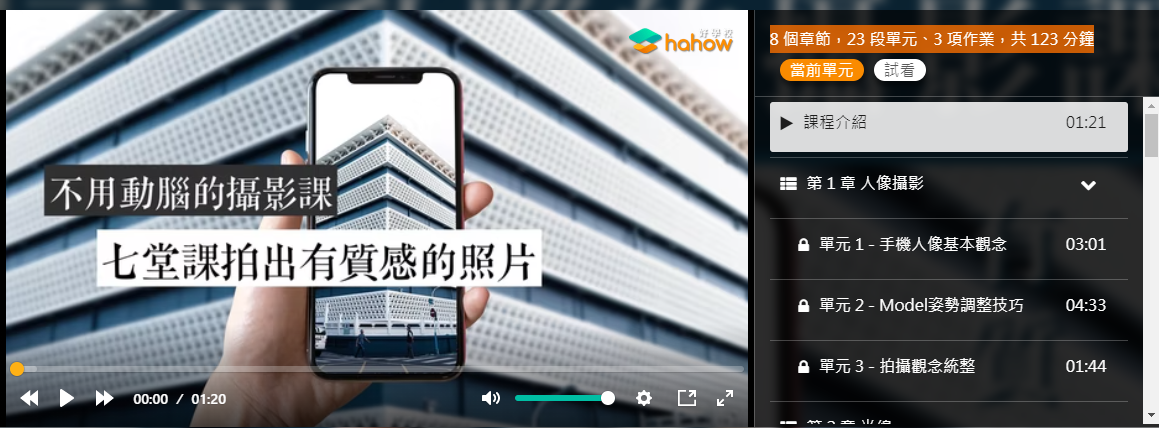 好學校
hahow
不用動腦的攝影課
七堂課拍出有質感的照片
00:00 / 01:20
8 個章節，23 段單元、3 項作業，共 123 分鐘
當前單元 試看
課程介紹 01:21
第 1 章 人像攝影
單元 1 - 手機人像基本觀念 03:01
單元 2 - Model姿勢調整技巧 04:33
單元 3 - 拍攝觀念統整 01:44